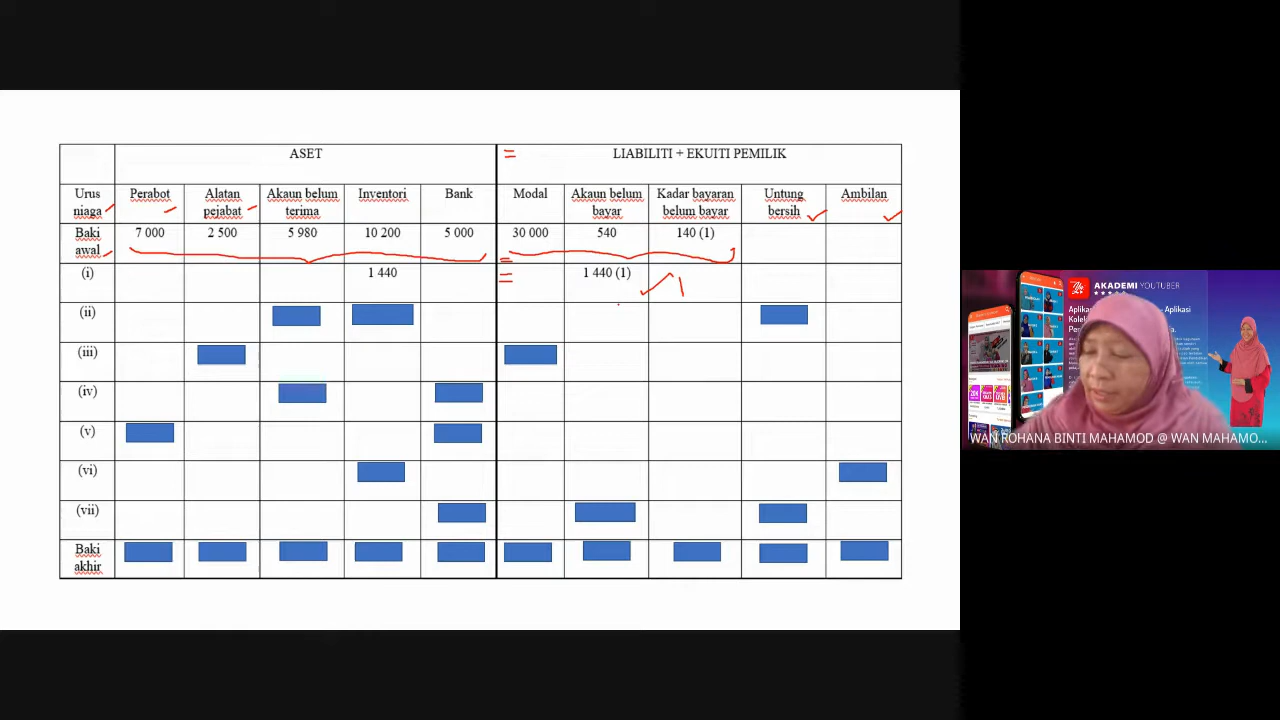 ASET = LIABILITI + EKUITI PEMILIK
Urus niaga Perabot Alatan pejabat Akaun belum terima Inventori Bank Modal Akaun belum bayar Kadar bayaran belum bayar Untung bersih Ambilan
Baki awal 7 000 2 500 5 980 10 200 5 000 = 30 000 540 140 (1)
(i) 1 440 = 1 440 (1) 1
(ii)
(iii)
(iv)
(v)
(vi)
(vii)
Baki akhir
AKADEMI YOUTUBER
Aplikasi
WAN ROHANA BINTI MAHAMOD @ WAN MAHAMO...